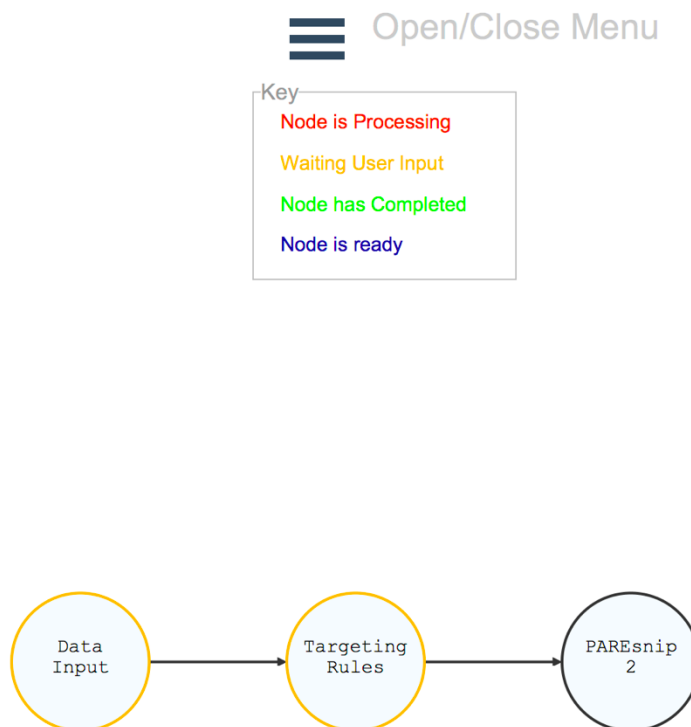 Open/Close Menu
Key
Node is Processing
Waiting User Input
Node has Completed
Node is ready
Data
Input
Targeting
Rules
PAREsnip
2